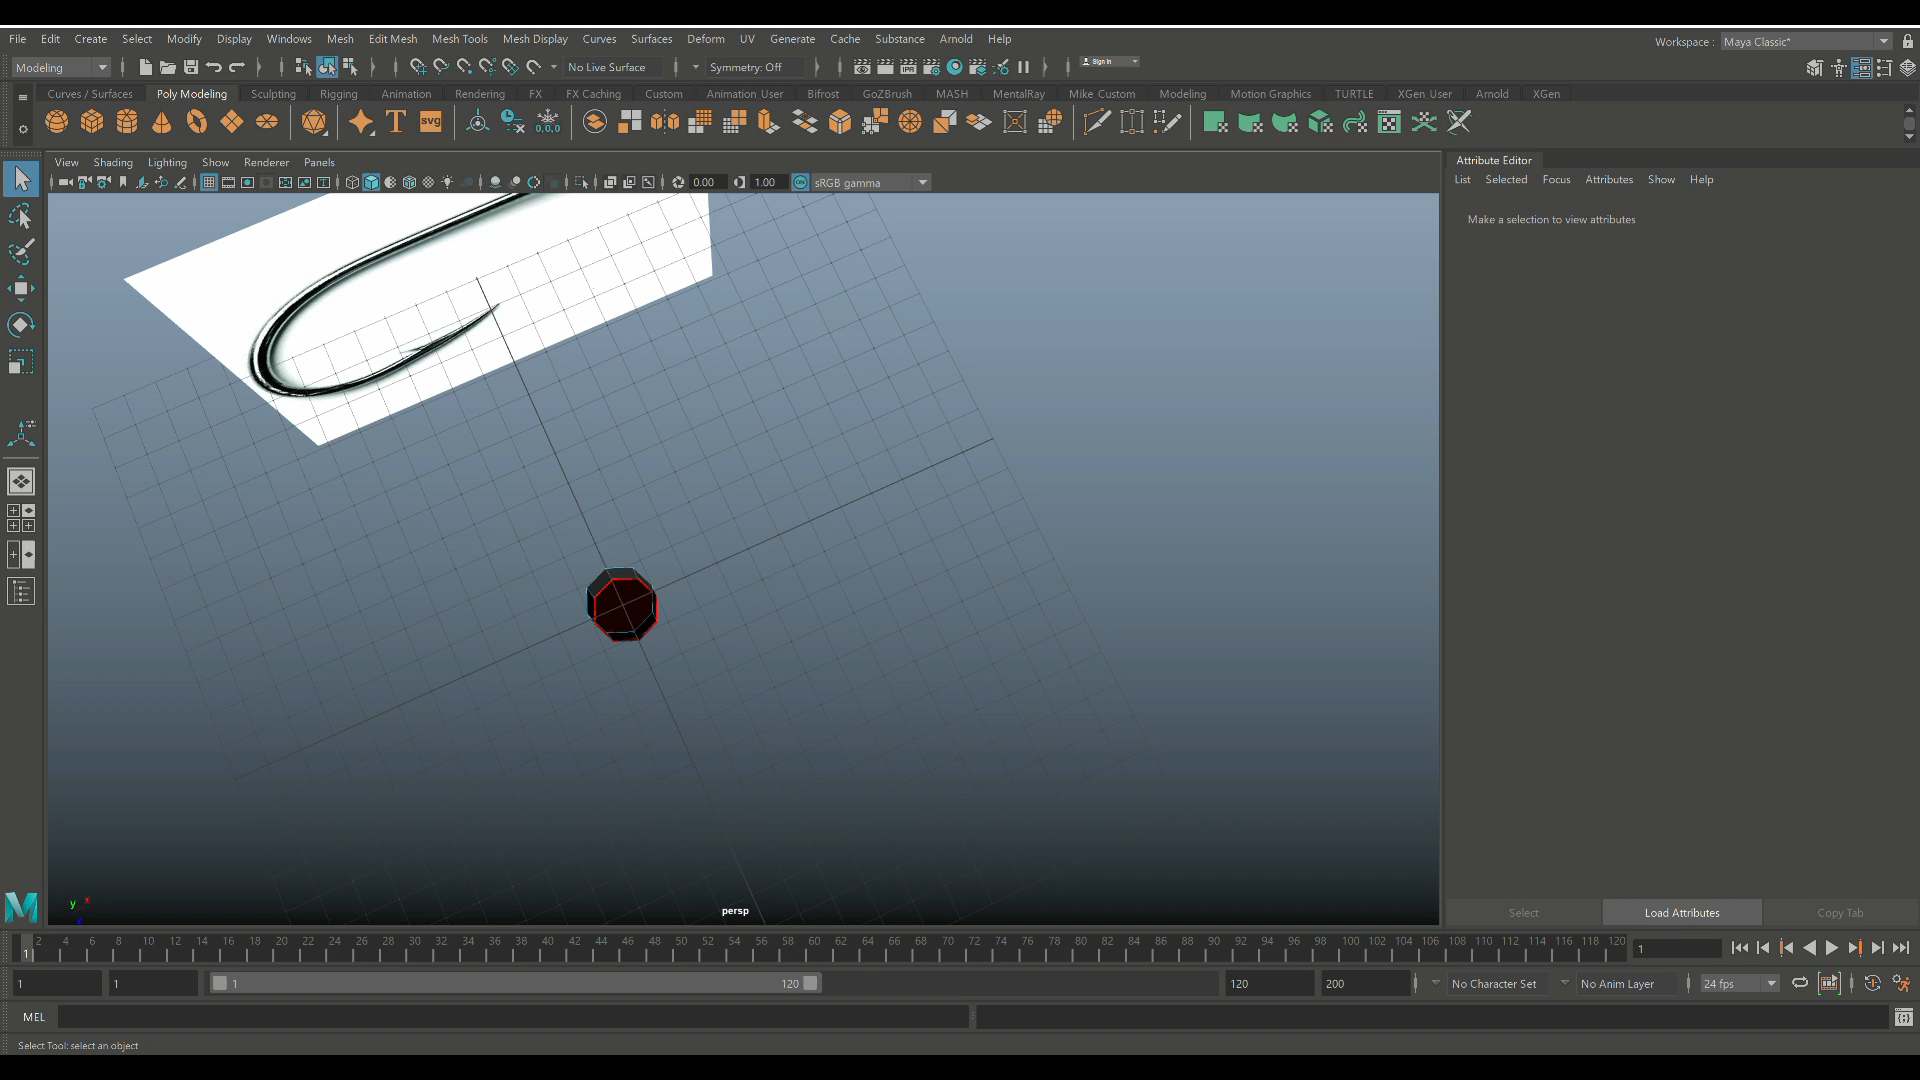 File Edit Create Select Modify Display Windows Mesh Edit Mesh Mesh Tools Mesh Display Curves Surfaces Deform UV Generate Cache Substance Arnold Help
Workspace : Maya Classic*
Modeling No Live Surface Symmetry: Off Sign In
Curves / Surfaces Poly Modeling Sculpting Rigging Animation Rendering FX FX Caching Custom Animation_User Bifrost GoZBrush MASH MentalRay Mike_Custom Modeling Motion Graphics TURTLE XGen_User Arnold XGen
T SVG 0,0,0
View Shading Lighting Show Renderer Panels
0.00 1.00 ON sRGB gamma
Attribute Editor
List Selected Focus Attributes Show Help
Make a selection to view attributes
y x
persp
Select Load Attributes Copy Tab
2 4 6 8 10 12 14 16 18 20 22 24 26 28 30 32 34 36 38 40 42 44 46 48 50 52 54 56 58 60 62 64 66 68 70 72 74 76 78 80 82 84 86 88 90 92 94 96 98 100 102 104 106 108 110 112 114 116 118 120
1 1
1 1 1 120 120 200 No Character Set No Anim Layer 24 fps
MEL
Select Tool: select an object